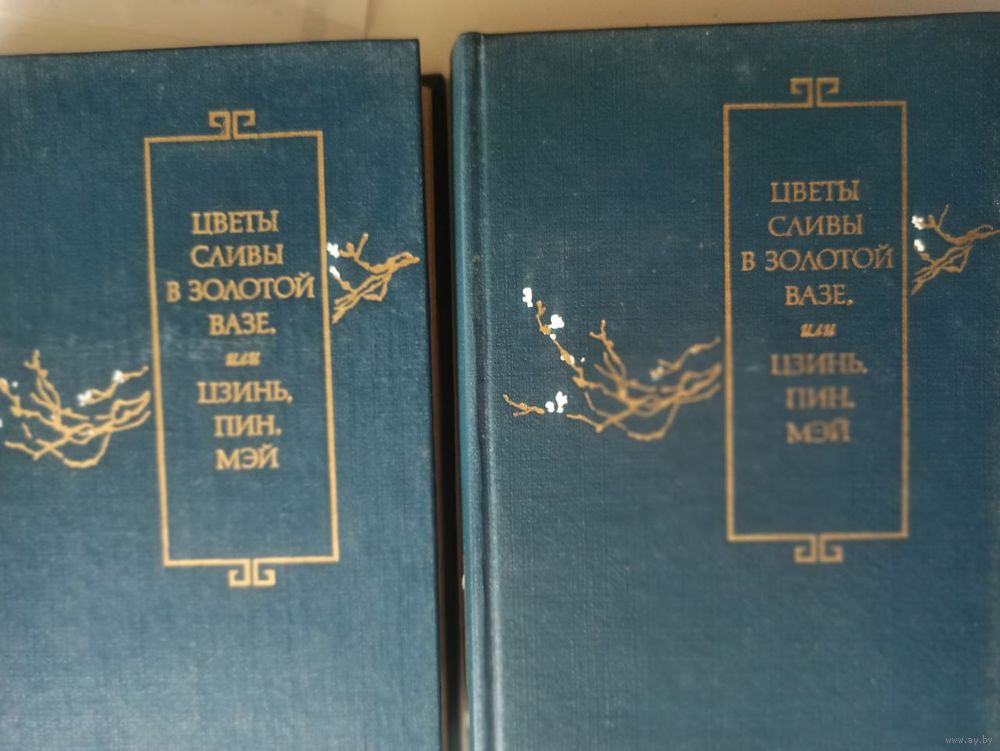 ЦВЕТЫ
СЛИВЫ
В ЗОЛОТОЙ
ВАЗЕ,
или
ЦЗИНЬ,
ПИН,
МЭЙ
ЦВЕТЫ
СЛИВЫ
В ЗОЛОТОЙ
ВАЗЕ,
или
ЦЗИНЬ,
ПИН,
МЭЙ
www.ay.by